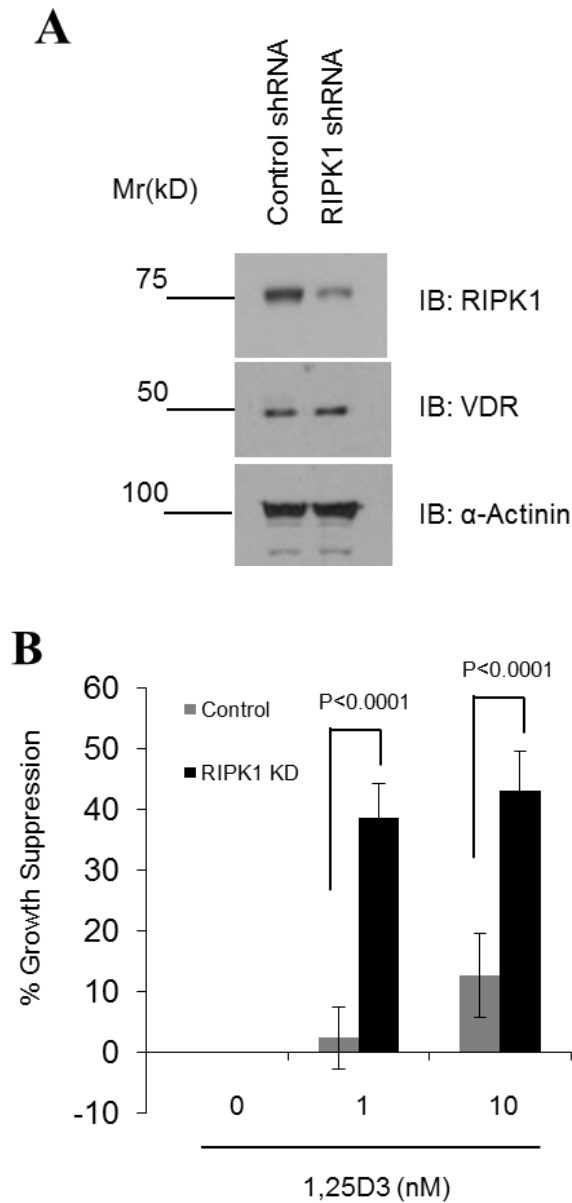 A
Control shRNA
RIPK1 shRNA
Mr(kD)
75
IB: RIPK1
50
IB: VDR
100
IB: α-Actinin
B
60
50
40
30
20
10
0
-10
% Growth Suppression
Control
RIPK1 KD
P<0.0001
P<0.0001
0 1 10
1,25D3 (nM)